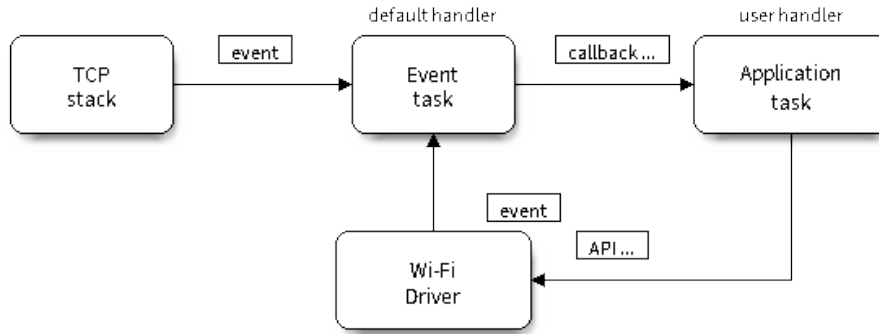 default handler
user handler
event
callback ...
TCP
stack
Event
task
Application
task
event
API ...
Wi-Fi
Driver